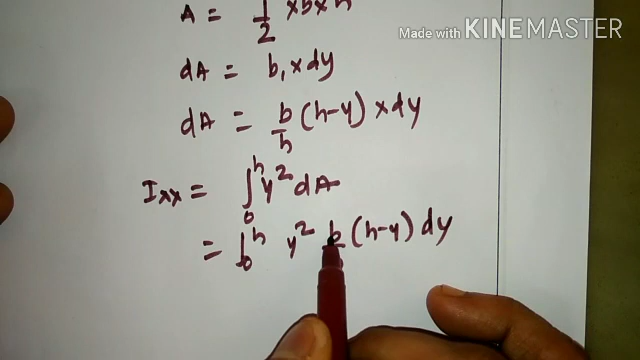 A = 1/2 × b × h
Made with KINEMASTER
dA = b₁ × dy
dA = b/h (h-y) × dy
Ixx = ∫₀ʰ y² dA
= ∫₀ʰ y² b (h-y) dy